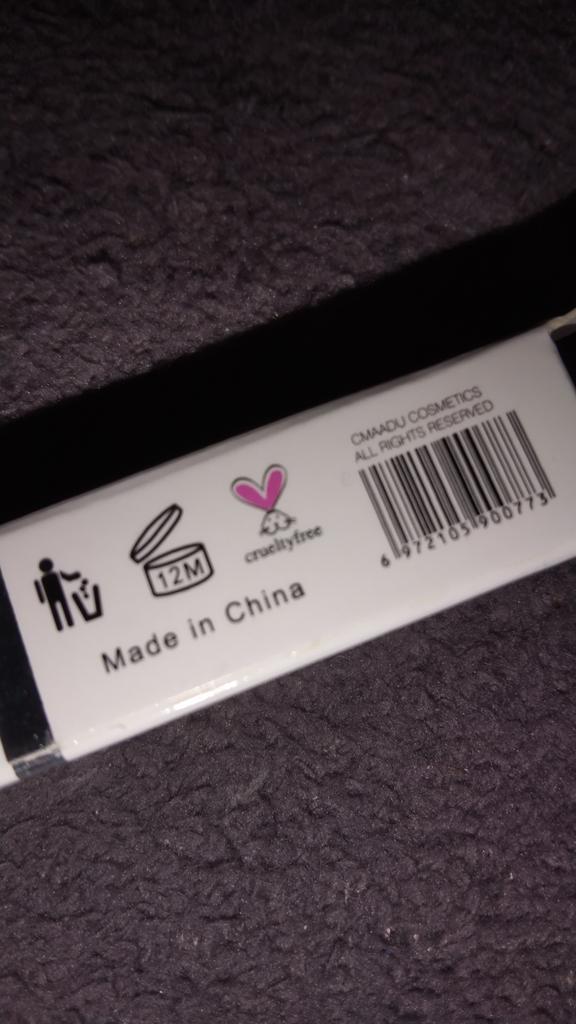 CMAADU COSMETICS
ALL RIGHTS RESERVED
6 972105 900773
crueltyfree
12M
Made in China